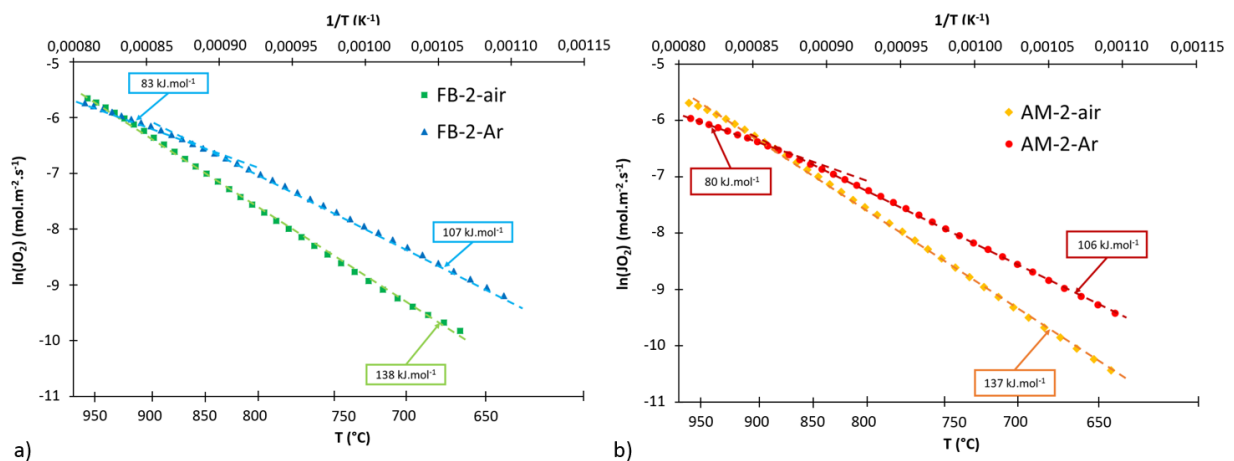 1/T (K-1)
0,00080 0,00085 0,00090 0,00095 0,00100 0,00105 0,00110 0,00115
-5
-6
-7
-8
-9
-10
-11
ln(JO2) (mol.m-2.s-1)
83 kJ.mol-1
FB-2-air
FB-2-Ar
107 kJ.mol-1
138 kJ.mol-1
950 900 850 800 750 700 650
T (°C)
a)
1/T (K-1)
0,00080 0,00085 0,00090 0,00095 0,00100 0,00105 0,00110 0,00115
-5
-6
-7
-8
-9
-10
-11
ln(JO2) (mol.m-2.s-1)
AM-2-air
AM-2-Ar
80 kJ.mol-1
106 kJ.mol-1
137 kJ.mol-1
950 900 850 800 750 700 650
T (°C)
b)